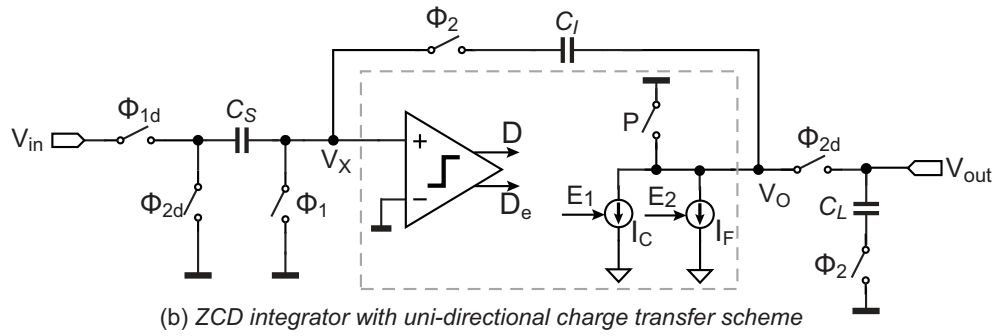 Φ2
CI
Φ1d
CS
P
D
Φ2d
Vin
+
Vout
VX
E1
E2
VO
−
De
CL
Φ2d
Φ1
IC
IF
Φ2
(b) ZCD integrator with uni-directional charge transfer scheme